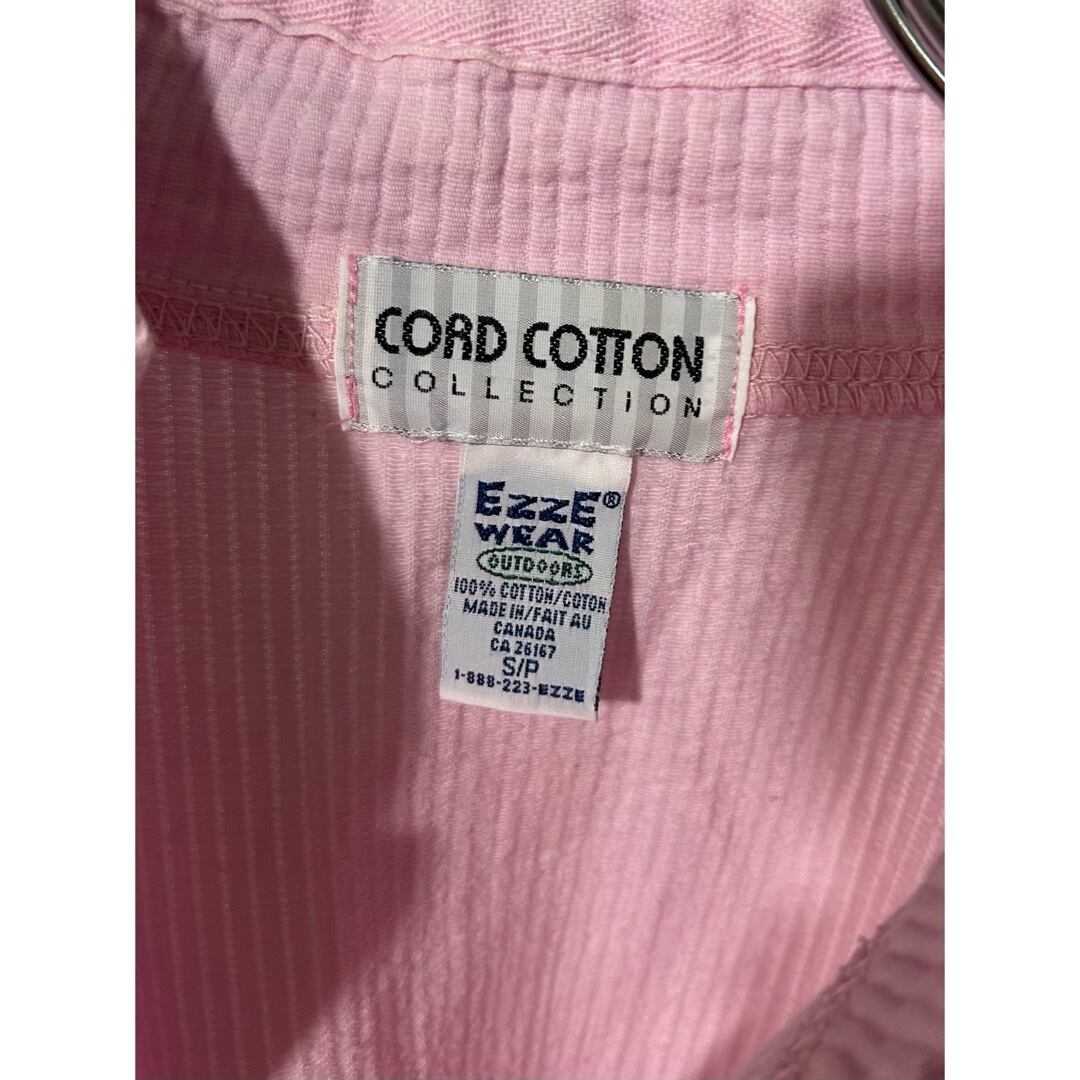 CORD COTTON
COLLECTION
EZZE®
WEAR
OUTDOORS
100% COTTON/COTON
MADE IN/FAIT AU
CANADA
CA 26167
S/P
1-888-223-EZZE